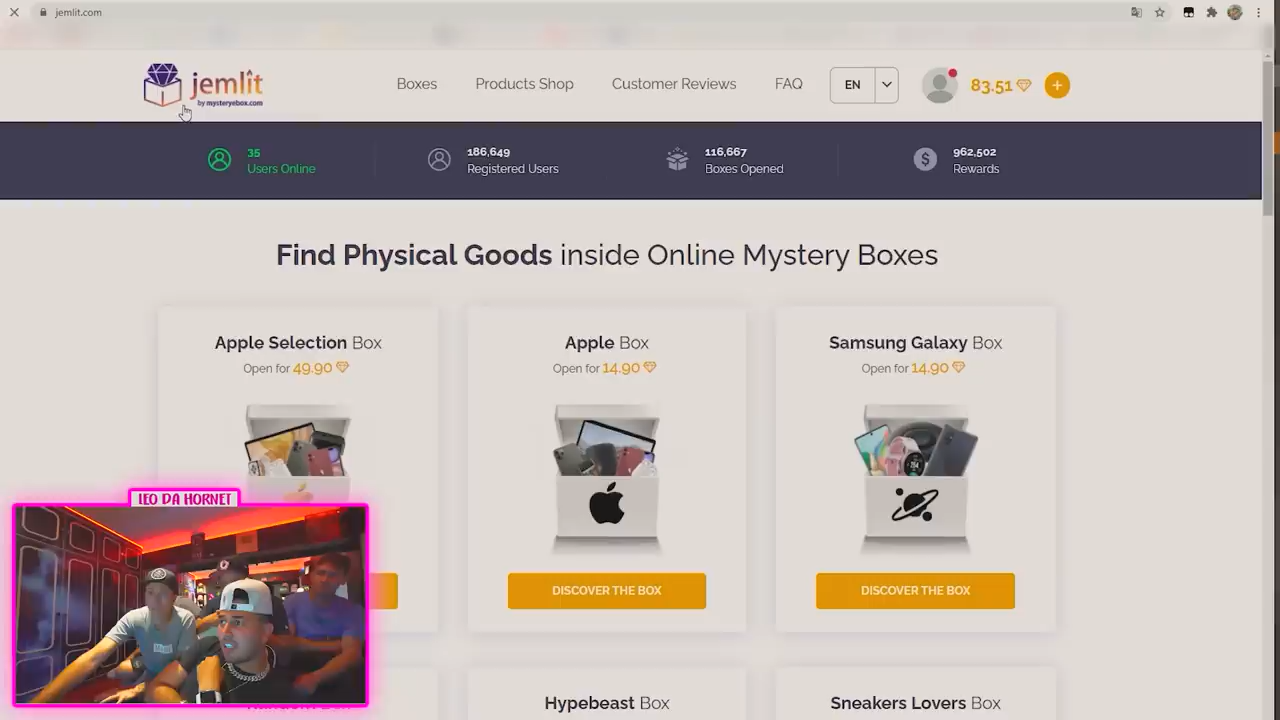 jemlit.com
jemlit
by mysteryebox.com
Boxes
Products Shop
Customer Reviews
FAQ
EN
83.51
35
Users Online
186,649
Registered Users
116,667
Boxes Opened
962,502
Rewards
Find Physical Goods inside Online Mystery Boxes
Apple Selection Box
Open for 49.90
Apple Box
Open for 14.90
Samsung Galaxy Box
Open for 14.90
DISCOVER THE BOX
DISCOVER THE BOX
LEO DA HORNET
Hypebeast Box
Sneakers Lovers Box